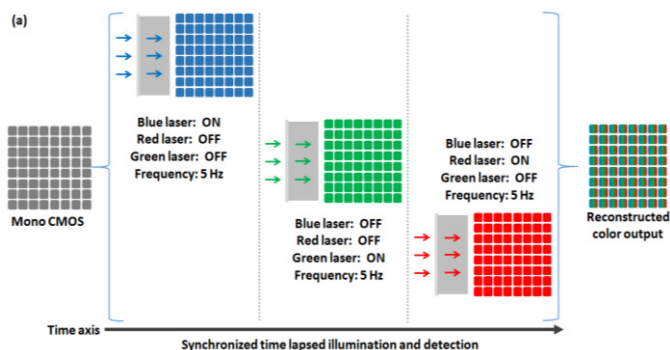 (a)
Mono CMOS
Blue laser: ON
Red laser: OFF
Green laser: OFF
Frequency: 5 Hz
Blue laser: OFF
Red laser: OFF
Green laser: ON
Frequency: 5 Hz
Blue laser: OFF
Red laser: ON
Green laser: OFF
Frequency: 5 Hz
Reconstructed
color output
Time axis
Synchronized time lapsed illumination and detection